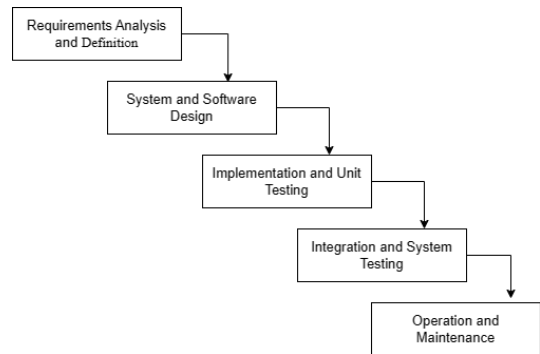 Requirements Analysis
and Definition
System and Software
Design
Implementation and Unit
Testing
Integration and System
Testing
Operation and
Maintenance